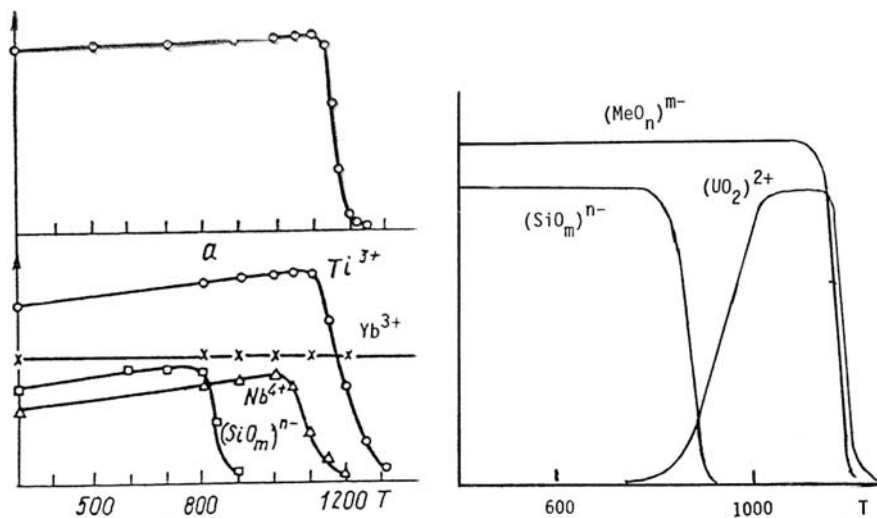 a
Ti³⁺
Yb³⁺
Nb⁴⁺
(SiOₘ)ⁿ⁻
500 800 1200 T
(MeOₙ)ᵐ⁻
(UO₂)²⁺
(SiOₘ)ⁿ⁻
600 1000 T